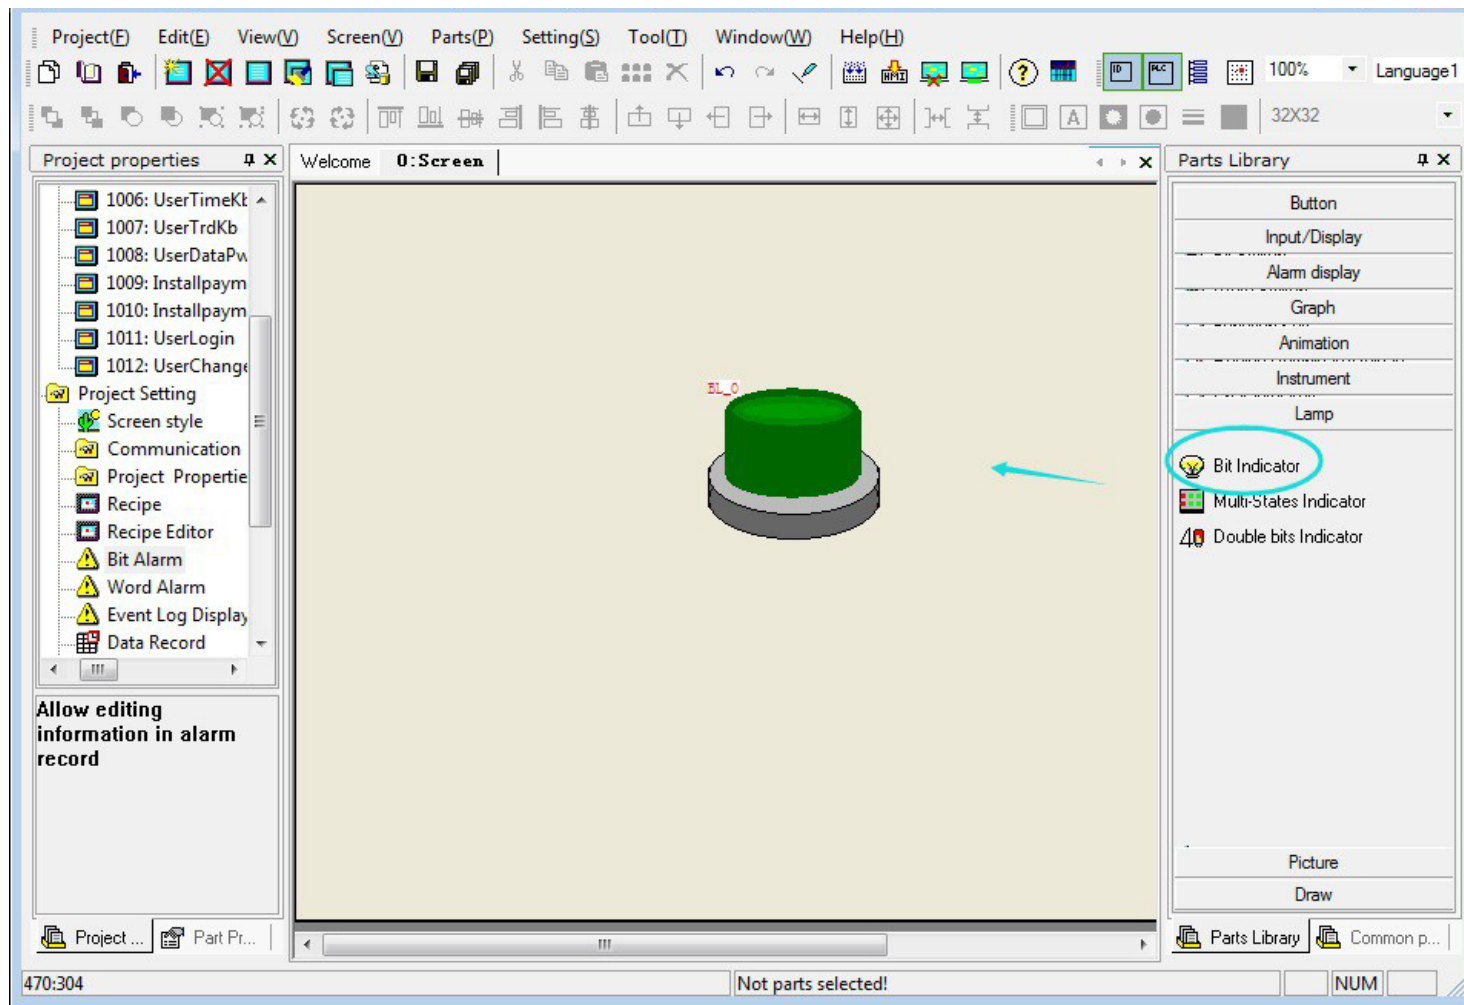 Project(F) Edit(E) View(V) Screen(V) Parts(P) Setting(S) Tool(T) Window(W) Help(H)
ID PLC 100% Language1
A 32X32
Project properties
Welcome 0:Screen
Parts Library
1006: UserTimeKb
1007: UserTrdKb
1008: UserDataPw
1009: Installpaym
1010: Installpaym
1011: UserLogin
1012: UserChange
Project Setting
Screen style
Communication
Project Propertie
Recipe
Recipe Editor
Bit Alarm
Word Alarm
Event Log Display
Data Record
Allow editing
information in alarm
record
Project ... Part Pr...
BL_0
Button
Input/Display
Alarm display
Graph
Animation
Instrument
Lamp
Bit Indicator
Multi-States Indicator
Double bits Indicator
Picture
Draw
Parts Library Common p...
470:304 Not parts selected! NUM